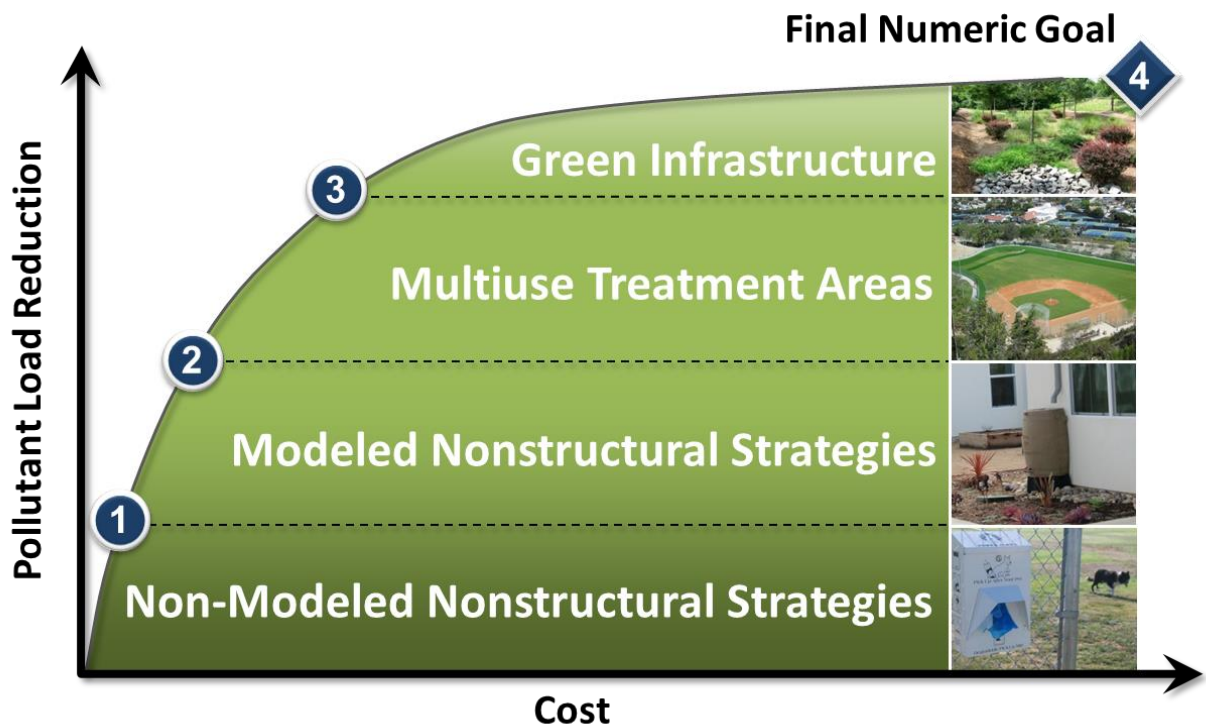 Final Numeric Goal
4
Pollutant Load Reduction
Green Infrastructure
3
Multiuse Treatment Areas
2
Modeled Nonstructural Strategies
1
Non-Modeled Nonstructural Strategies
Cost